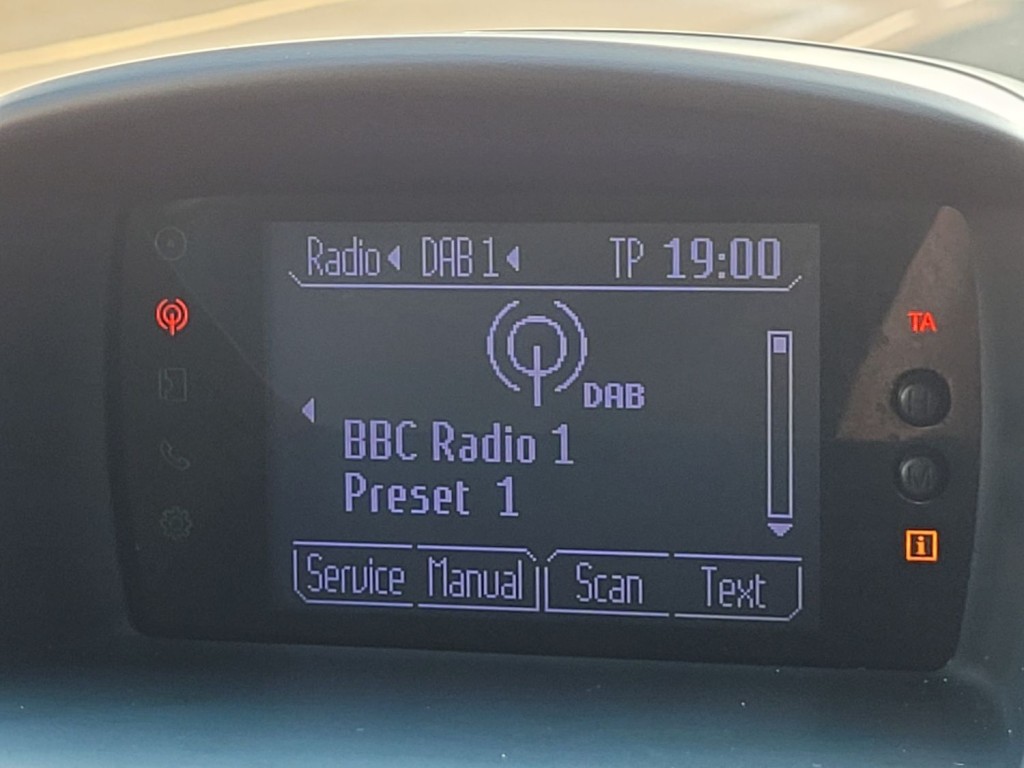 Radio DAB 1 TP 19:00
TA
DAB
BBC Radio 1
Preset 1
H
M
i
Service Manual Scan Text